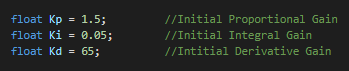 float Kp = 1.5;         //Initial Proportional Gain
float Ki = 0.05;        //Initial Integral Gain
float Kd = 65;          //Intitial Derivative Gain